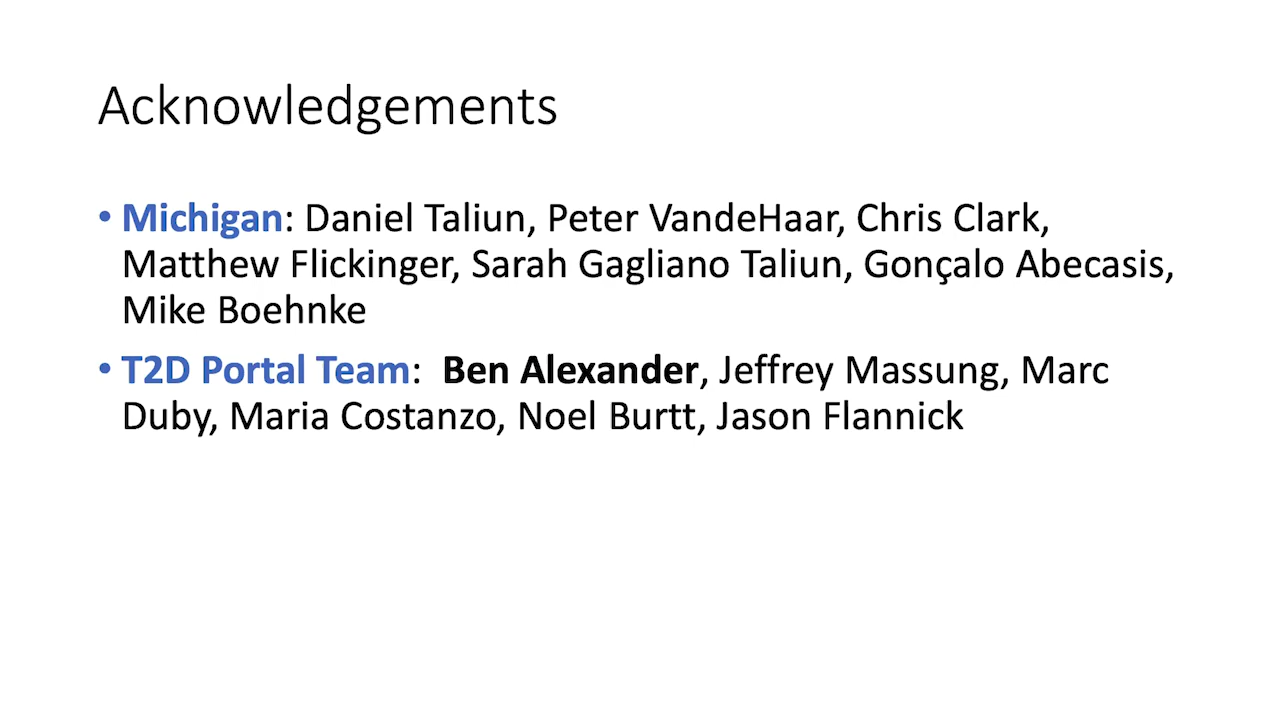 Acknowledgements
• Michigan: Daniel Taliun, Peter VandeHaar, Chris Clark,
Matthew Flickinger, Sarah Gagliano Taliun, Gonçalo Abecasis,
Mike Boehnke
• T2D Portal Team:  Ben Alexander, Jeffrey Massung, Marc
Duby, Maria Costanzo, Noel Burtt, Jason Flannick